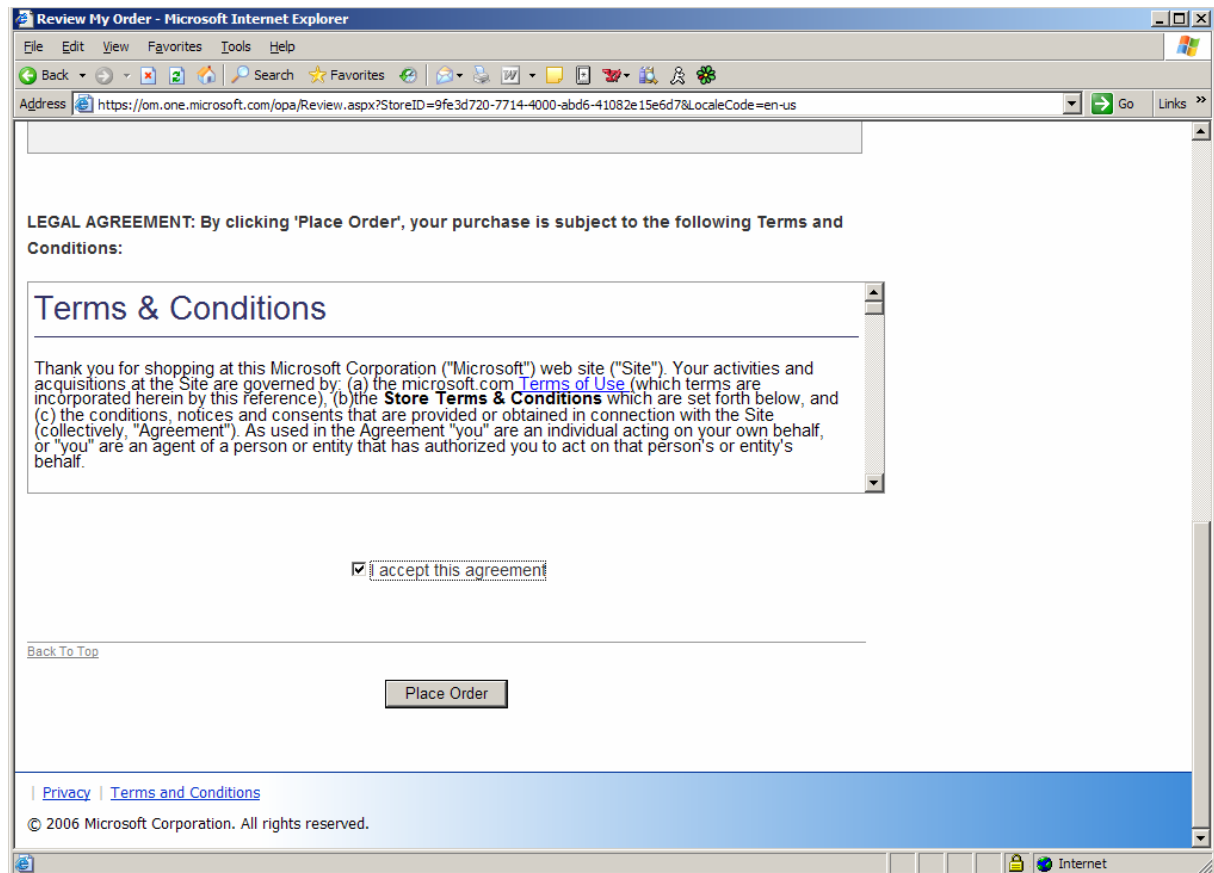 Review My Order - Microsoft Internet Explorer
File Edit View Favorites Tools Help
Back Search Favorites
Address https://om.one.microsoft.com/opa/Review.aspx?StoreID=9fe3d720-7714-4000-abd6-41082e15e6d7&LocaleCode=en-us Go Links »
LEGAL AGREEMENT: By clicking 'Place Order', your purchase is subject to the following Terms and
Conditions:
Terms & Conditions
Thank you for shopping at this Microsoft Corporation ("Microsoft") web site ("Site"). Your activities and
acquisitions at the Site are governed by: (a) the microsoft.com Terms of Use (which terms are
incorporated herein by this reference), (b)the Store Terms & Conditions which are set forth below, and
(c) the conditions, notices and consents that are provided or obtained in connection with the Site
(collectively, "Agreement"). As used in the Agreement "you" are an individual acting on your own behalf,
or "you" are an agent of a person or entity that has authorized you to act on that person's or entity's
behalf.
I accept this agreement
Back To Top
Place Order
| Privacy | Terms and Conditions
© 2006 Microsoft Corporation. All rights reserved.
Internet